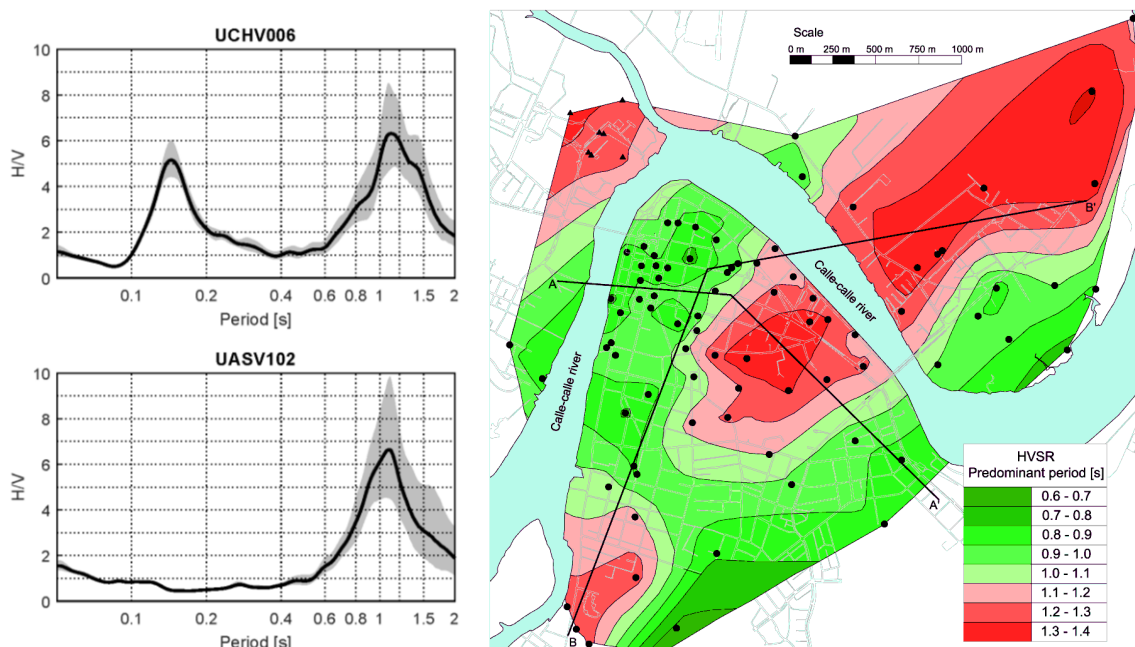 UCHV006
10
8
6
4
2
0
H/V
0.1 0.2 0.4 0.6 0.8 1 1.5 2
Period [s]
UASV102
10
8
6
4
2
0
H/V
0.1 0.2 0.4 0.6 0.8 1 1.5 2
Period [s]
Scale
0 m 250 m 500 m 750 m 1000 m
B'
A
Calle-calle river
Calle-calle river
A'
B
HVSR
Predominant period [s]
0.6 - 0.7
0.7 - 0.8
0.8 - 0.9
0.9 - 1.0
1.0 - 1.1
1.1 - 1.2
1.2 - 1.3
1.3 - 1.4